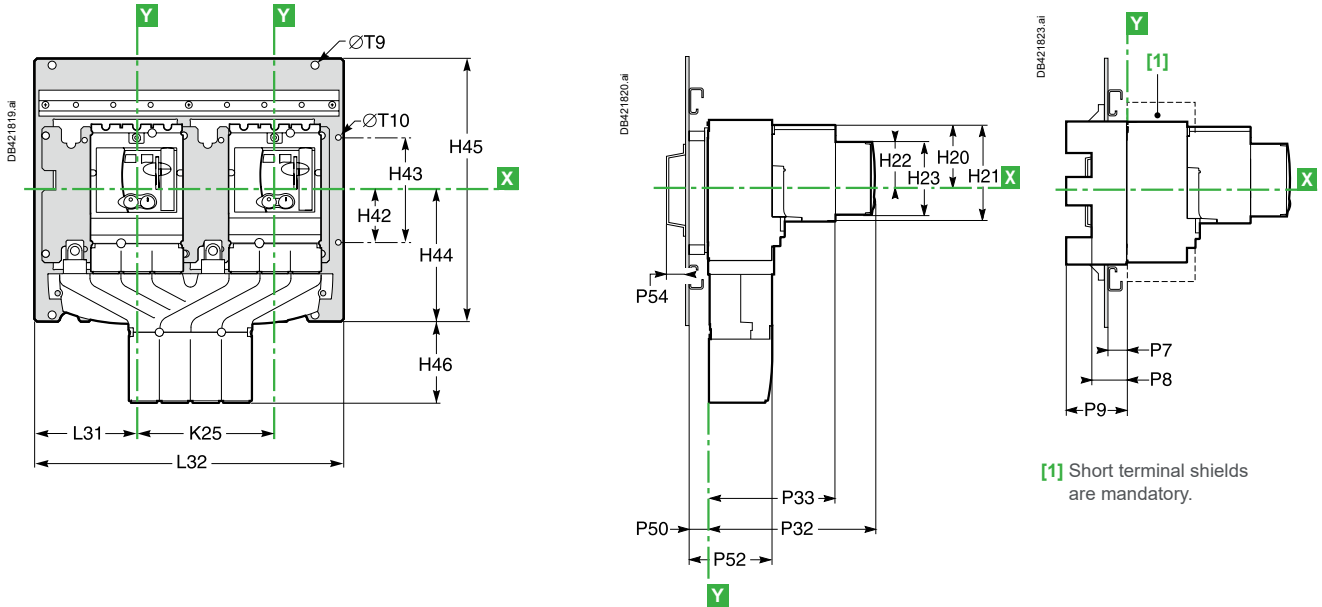 Y
Y
ØT9
DB421819.ai
ØT10
H45
H43
X
H42
H44
H46
L31
K25
L32
DB421820.ai
H20
H22
H21
X
H23
P54
P33
P50
P32
P52
Y
DB421823.ai
Y
[1]
X
P7
P8
P9
[1] Short terminal shields
are mandatory.